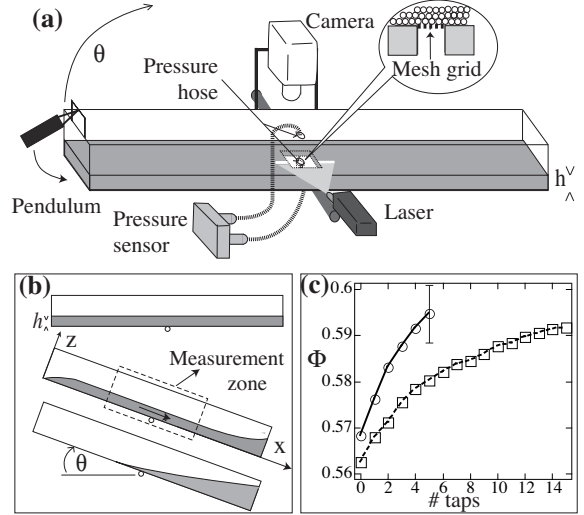 (a)
θ
Camera
Pressure
hose
Mesh grid
h
Pendulum
Pressure
sensor
Laser
(b)
h
z
Measurement
zone
x
θ
(c)
0.6
0.59
Φ
0.58
0.57
0.56
0 2 4 6 8 10 12 14
# taps